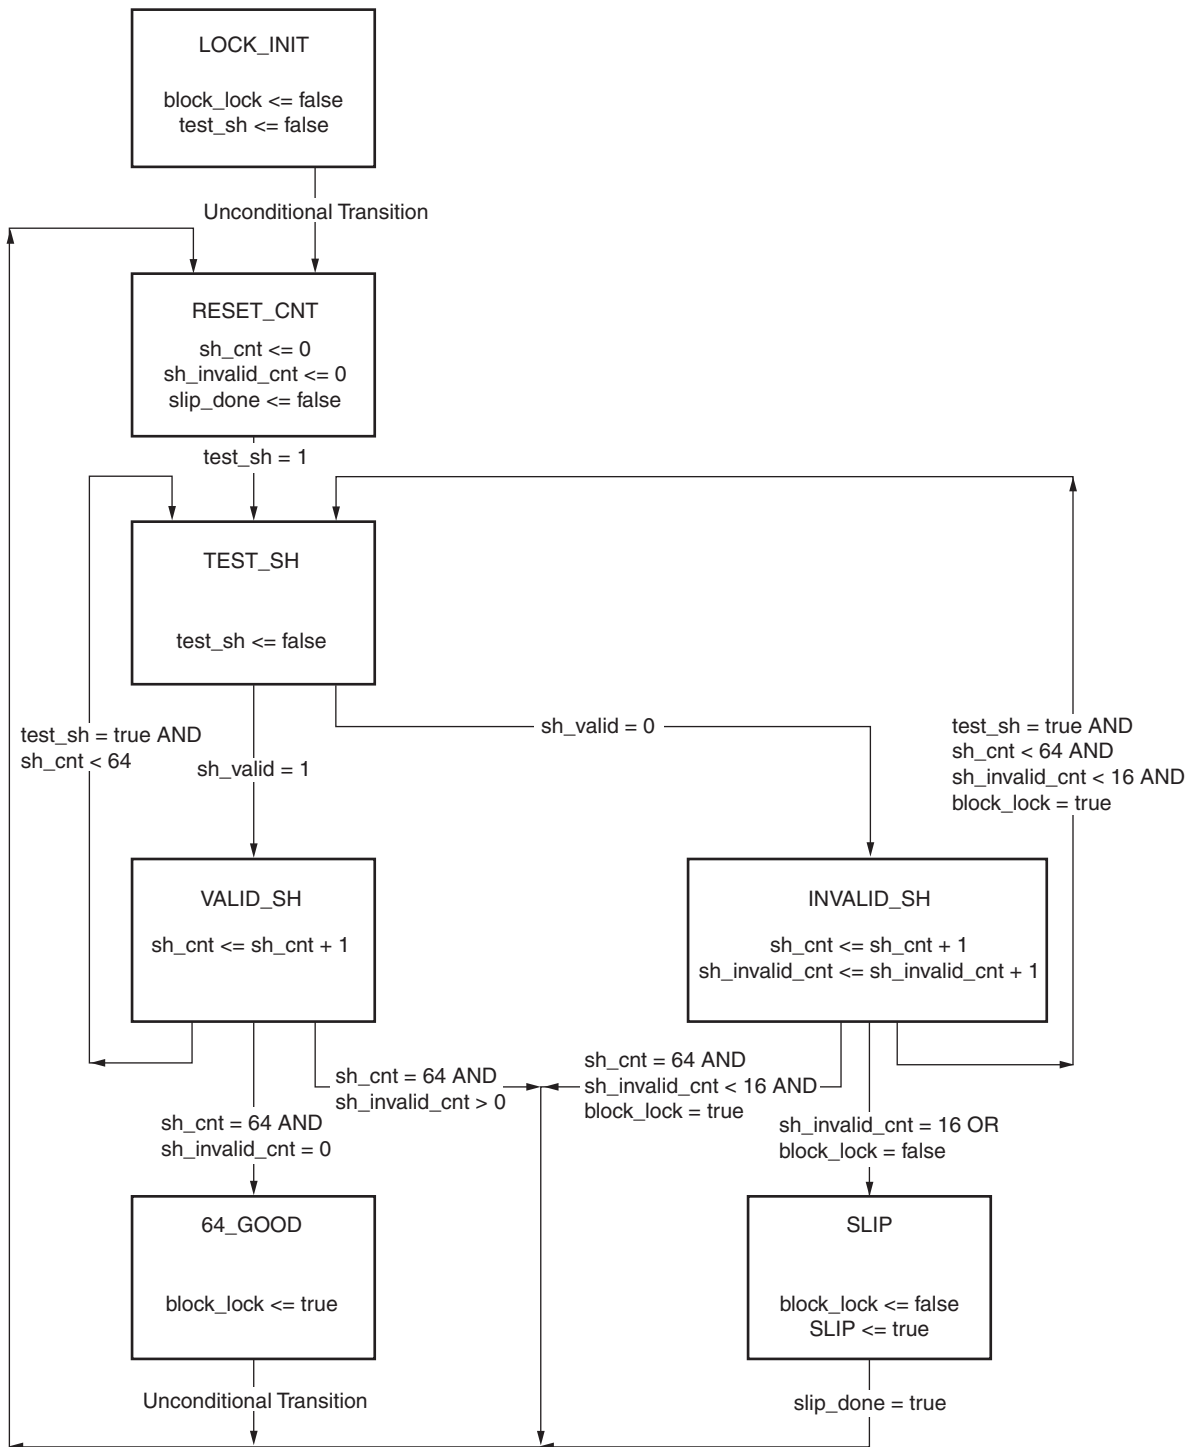 LOCK_INIT
block_lock <= false
test_sh <= false
Unconditional Transition
RESET_CNT
sh_cnt <= 0
sh_invalid_cnt <= 0
slip_done <= false
test_sh = 1
TEST_SH
test_sh <= false
test_sh = true AND
sh_cnt < 64
sh_valid = 1
sh_valid = 0
test_sh = true AND
sh_cnt < 64 AND
sh_invalid_cnt < 16 AND
block_lock = true
VALID_SH
sh_cnt <= sh_cnt + 1
INVALID_SH
sh_cnt <= sh_cnt + 1
sh_invalid_cnt <= sh_invalid_cnt + 1
sh_cnt = 64 AND
sh_invalid_cnt > 0
sh_cnt = 64 AND
sh_invalid_cnt < 16 AND
block_lock = true
sh_cnt = 64 AND
sh_invalid_cnt = 0
sh_invalid_cnt = 16 OR
block_lock = false
64_GOOD
block_lock <= true
SLIP
block_lock <= false
SLIP <= true
Unconditional Transition
slip_done = true